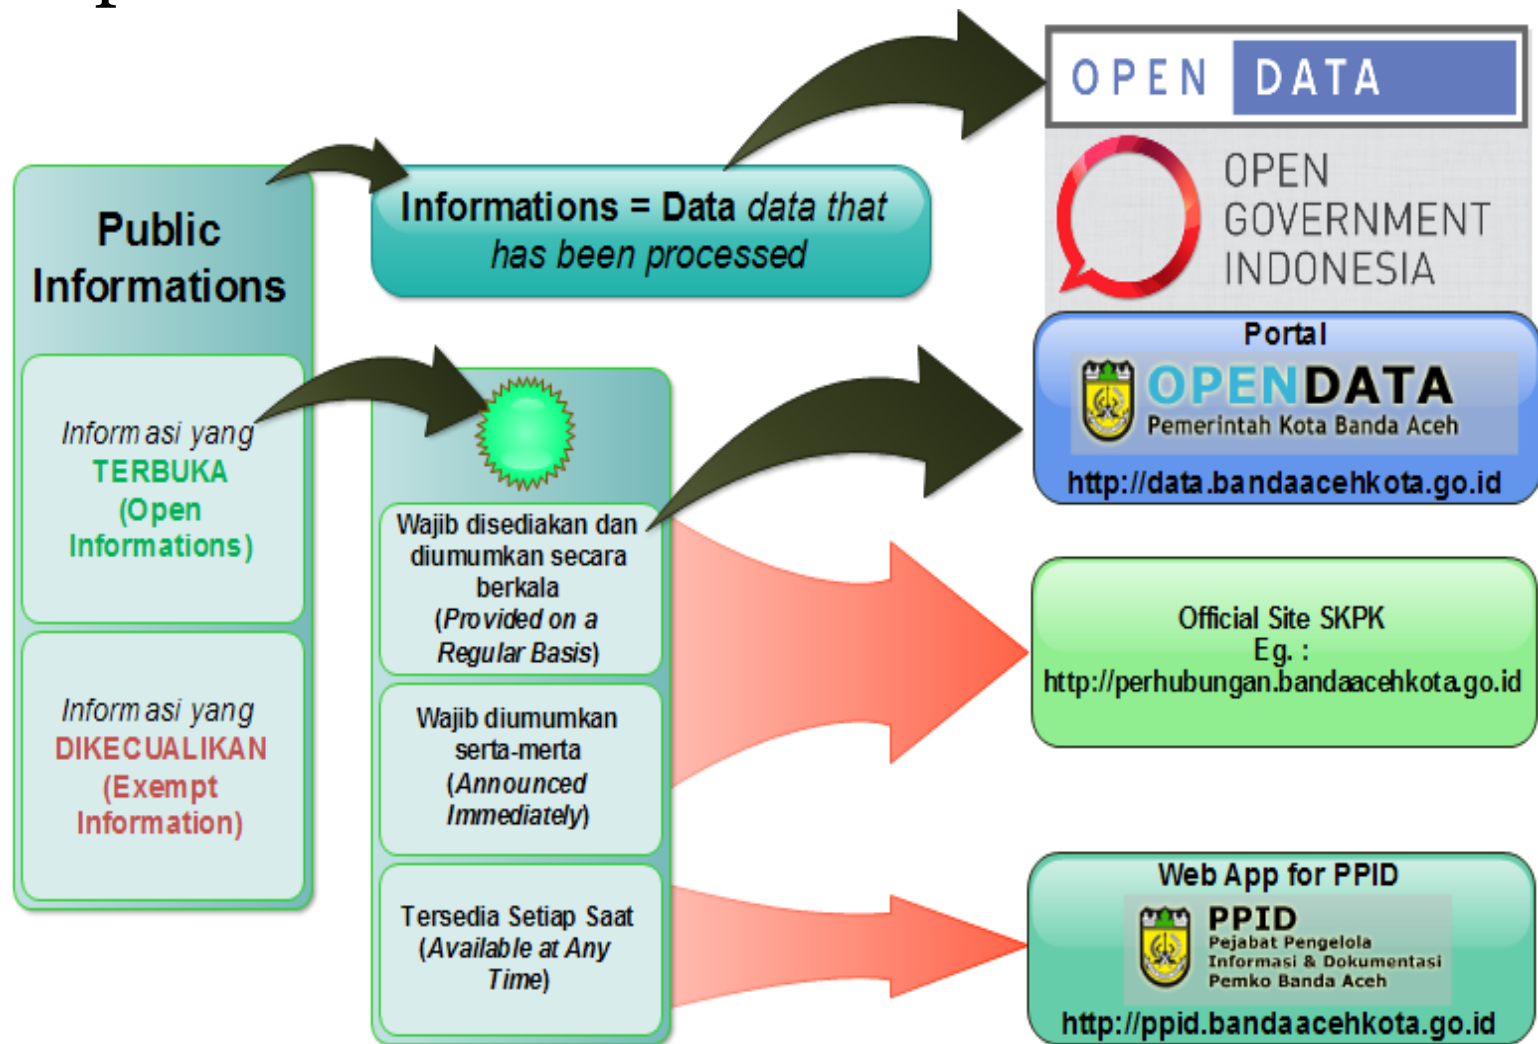 Public
Informations
Informasi yang
TERBUKA
(Open
Informations)
Informasi yang
DIKECUALIKAN
(Exempt
Information)
Informations = Data data that
has been processed
Wajib disediakan dan
diumumkan secara
berkala
(Provided on a
Regular Basis)
Wajib diumumkan
serta-merta
(Announced
Immediately)
Tersedia Setiap Saat
(Available at Any
Time)
OPEN DATA
OPEN
GOVERNMENT
INDONESIA
Portal
OPENDATA
Pemerintah Kota Banda Aceh
http://data.bandaacehkota.go.id
Official Site SKPK
Eg. :
http://perhubungan.bandaacehkota.go.id
Web App for PPID
PPID
Pejabat Pengelola
Informasi & Dokumentasi
Pemko Banda Aceh
http://ppid.bandaacehkota.go.id